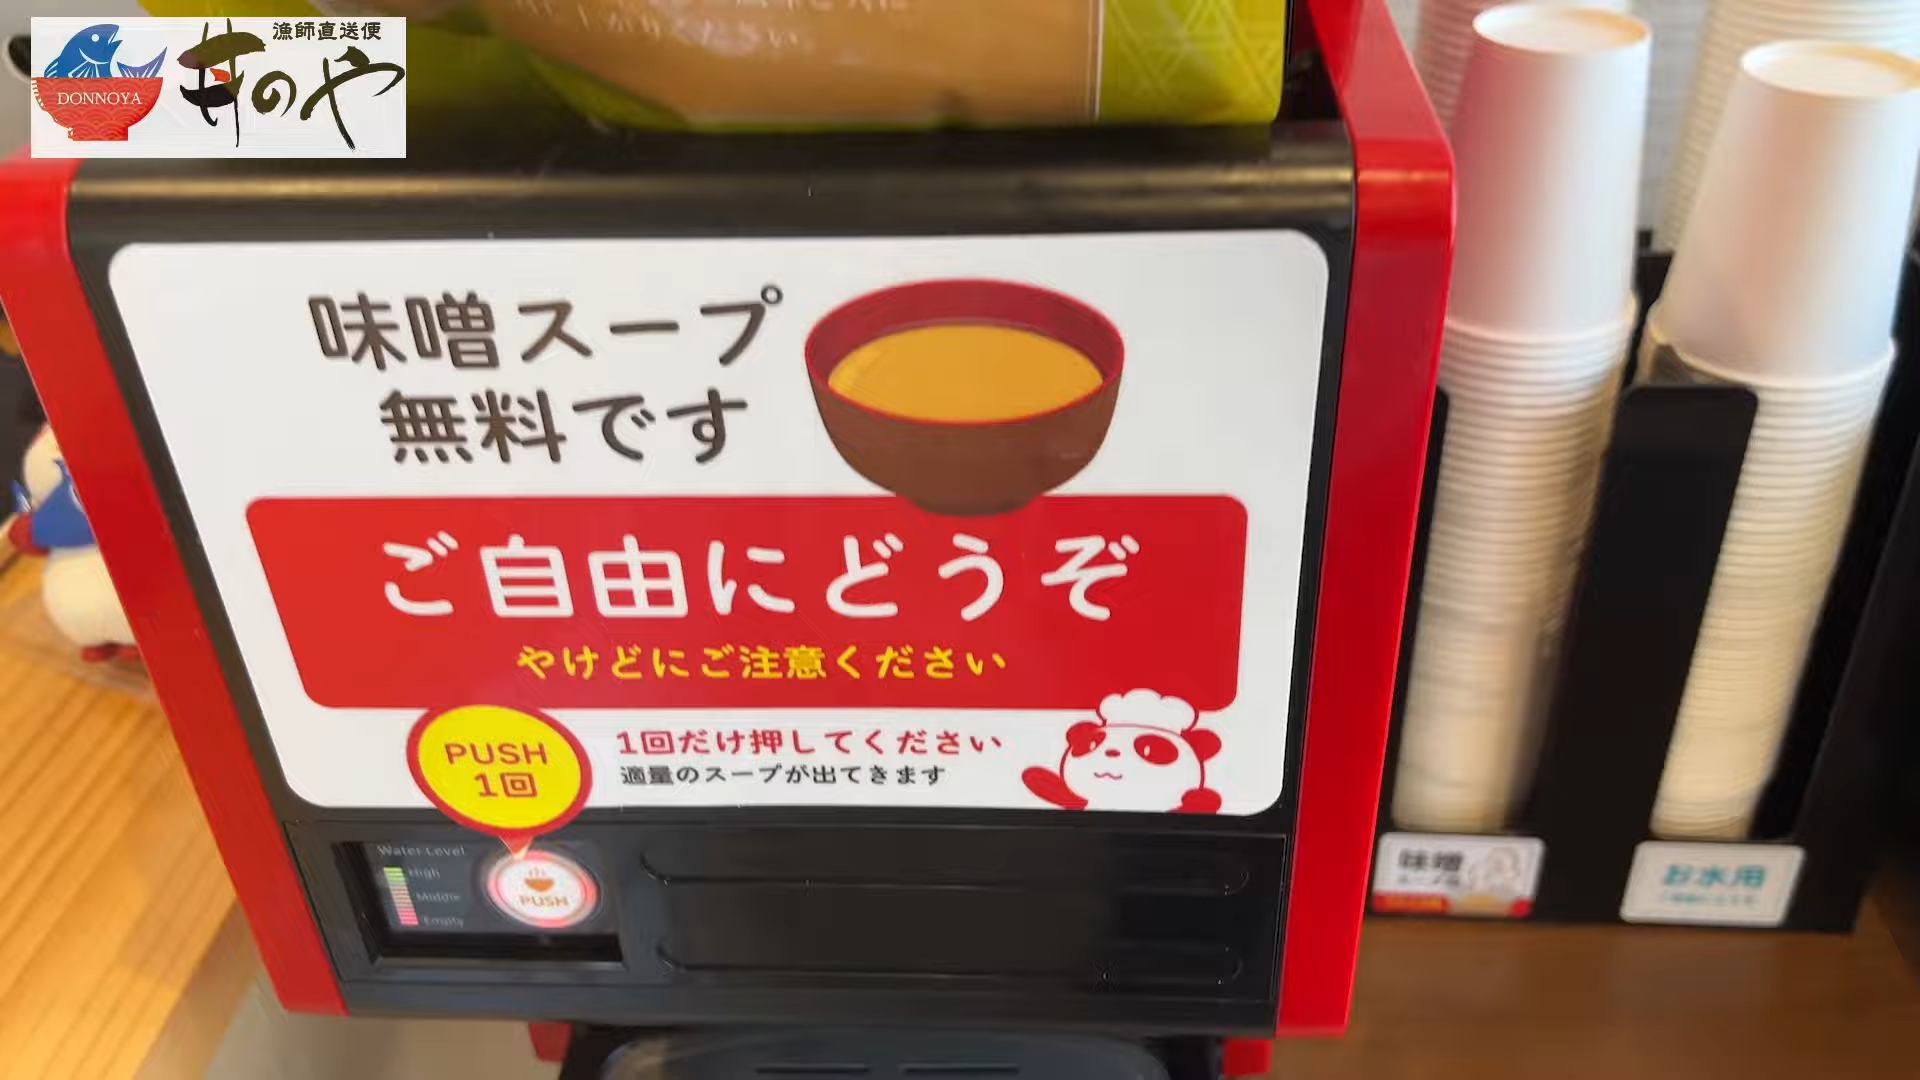 漁師直送便
丼のや
DONNOYA
味噌スープ
無料です
ご自由にどうぞ
やけどにご注意ください
PUSH
1回
1回だけ押してください
適量のスープが出てきます
Water Level
High
Middle
Empty
PUSH
味噌
お水用